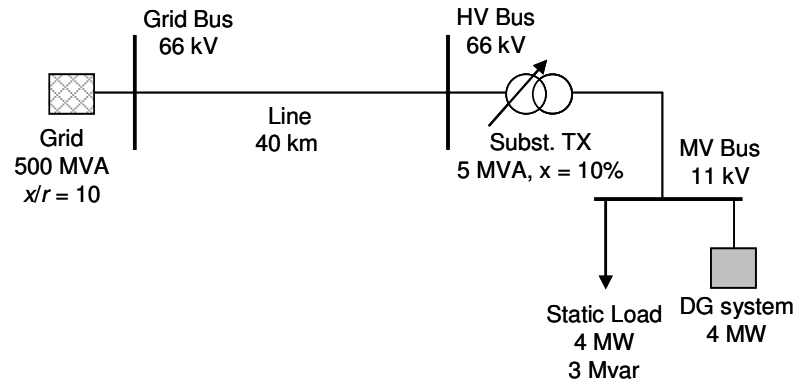 Grid Bus
66 kV
HV Bus
66 kV
Line
40 km
Grid
500 MVA
x/r = 10
Subst. TX
5 MVA, x = 10%
MV Bus
11 kV
Static Load
4 MW
3 Mvar
DG system
4 MW